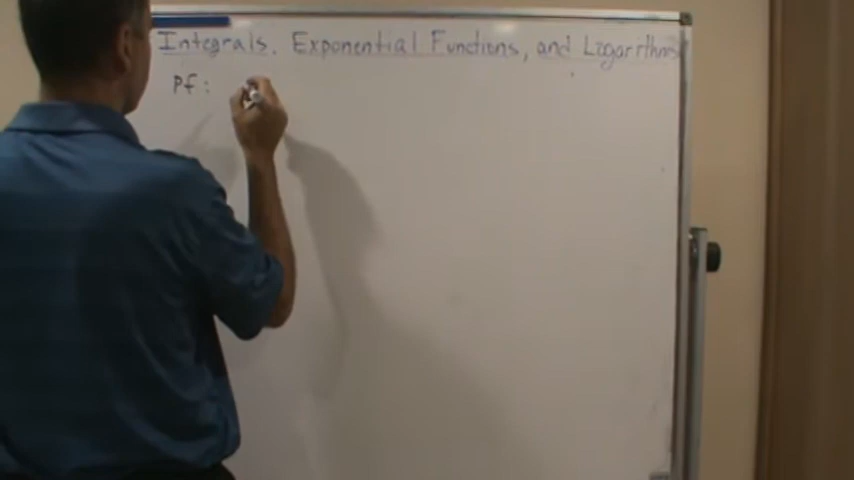 Integrals, Exponential Functions, and Logarithms
Pf: